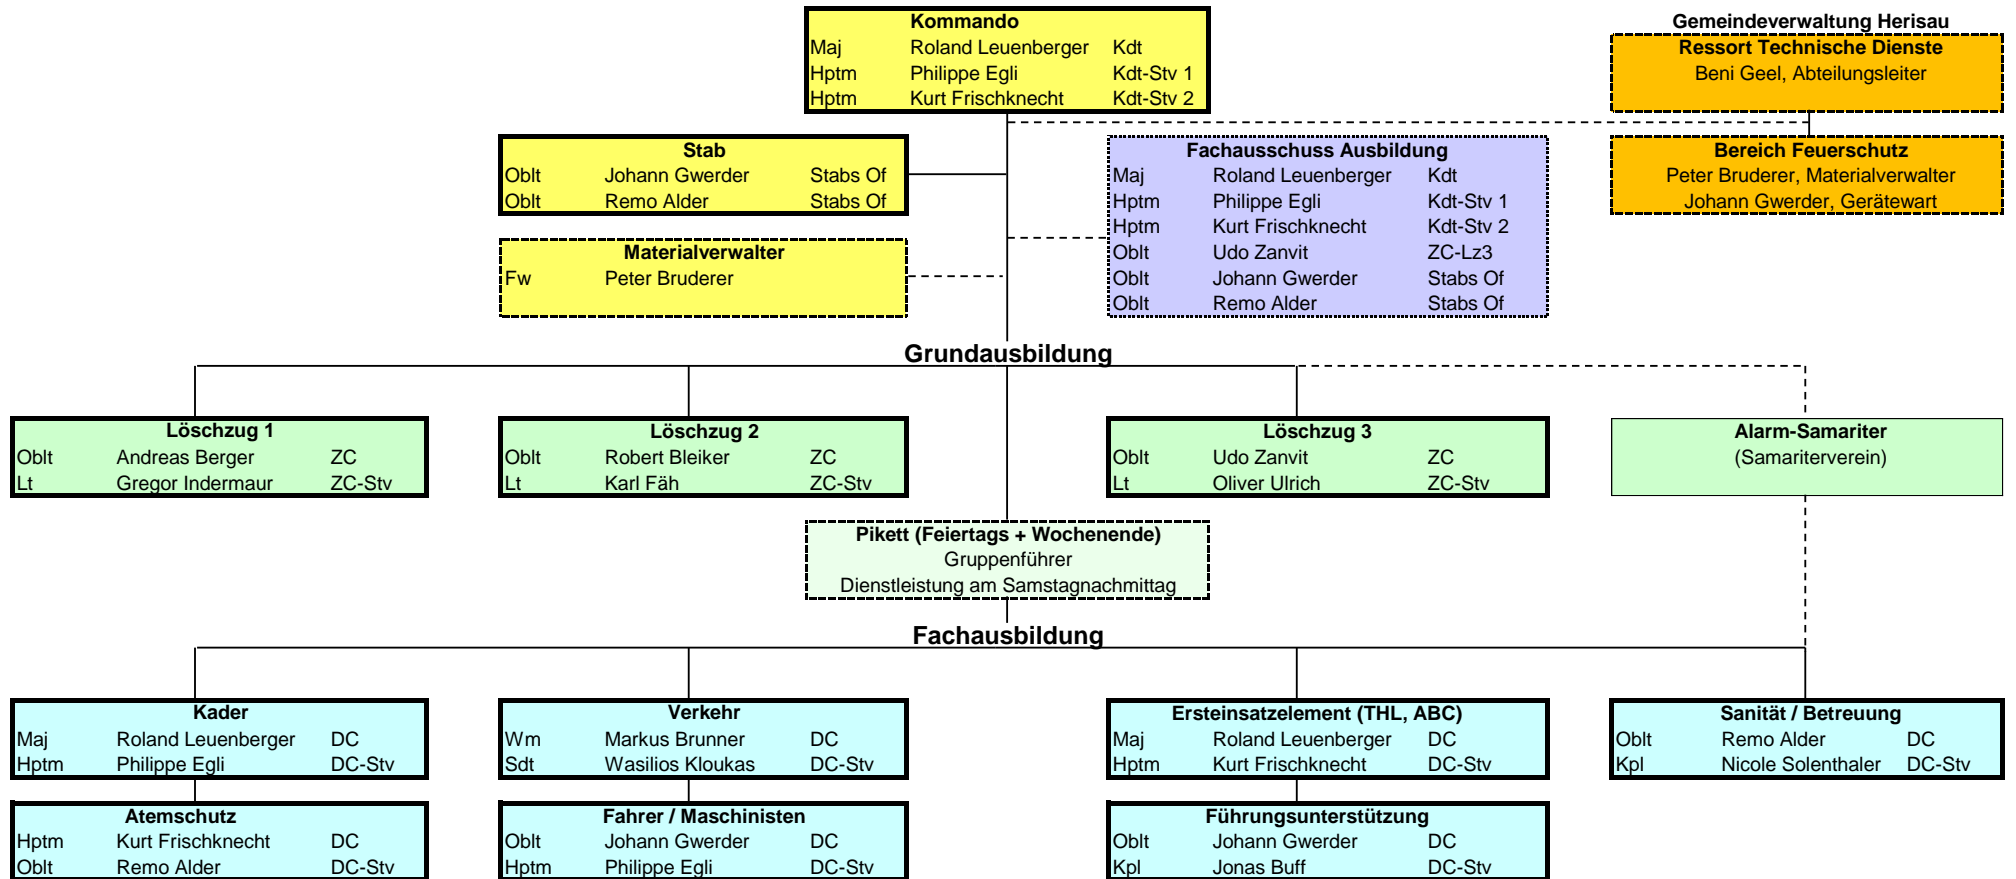 Kommando
Maj Roland Leuenberger Kdt
Hptm Philippe Egli Kdt-Stv 1
Hptm Kurt Frischknecht Kdt-Stv 2
Gemeindeverwaltung Herisau
Ressort Technische Dienste
Beni Geel, Abteilungsleiter
Stab
Oblt Johann Gwerder Stabs Of
Oblt Remo Alder Stabs Of
Fachausschuss Ausbildung
Maj Roland Leuenberger Kdt
Hptm Philippe Egli Kdt-Stv 1
Hptm Kurt Frischknecht Kdt-Stv 2
Oblt Udo Zanvit ZC-Lz3
Oblt Johann Gwerder Stabs Of
Oblt Remo Alder Stabs Of
Bereich Feuerschutz
Peter Bruderer, Materialverwalter
Johann Gwerder, Gerätewart
Materialverwalter
Fw Peter Bruderer
Grundausbildung
Löschzug 1
Oblt Andreas Berger ZC
Lt Gregor Indermaur ZC-Stv
Löschzug 2
Oblt Robert Bleiker ZC
Lt Karl Fäh ZC-Stv
Löschzug 3
Oblt Udo Zanvit ZC
Lt Oliver Ulrich ZC-Stv
Alarm-Samariter
(Samariterverein)
Pikett (Feiertags + Wochenende)
Gruppenführer
Dienstleistung am Samstagnachmittag
Fachausbildung
Kader
Maj Roland Leuenberger DC
Hptm Philippe Egli DC-Stv
Verkehr
Wm Markus Brunner DC
Sdt Wasilios Kloukas DC-Stv
Ersteinsatzelement (THL, ABC)
Maj Roland Leuenberger DC
Hptm Kurt Frischknecht DC-Stv
Sanität / Betreuung
Oblt Remo Alder DC
Kpl Nicole Solenthaler DC-Stv
Atemschutz
Hptm Kurt Frischknecht DC
Oblt Remo Alder DC-Stv
Fahrer / Maschinisten
Oblt Johann Gwerder DC
Hptm Philippe Egli DC-Stv
Führungsunterstützung
Oblt Johann Gwerder DC
Kpl Jonas Buff DC-Stv